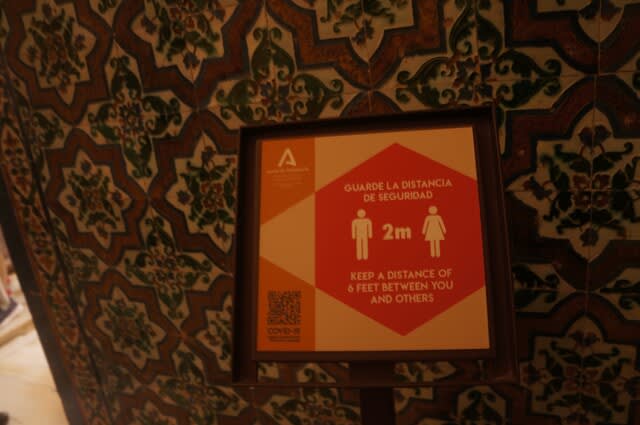 GUARDE LA DISTANCIA
DE SEGURIDAD
2m
KEEP A DISTANCE OF
6 FEET BETWEEN YOU
AND OTHERS
COVID-19